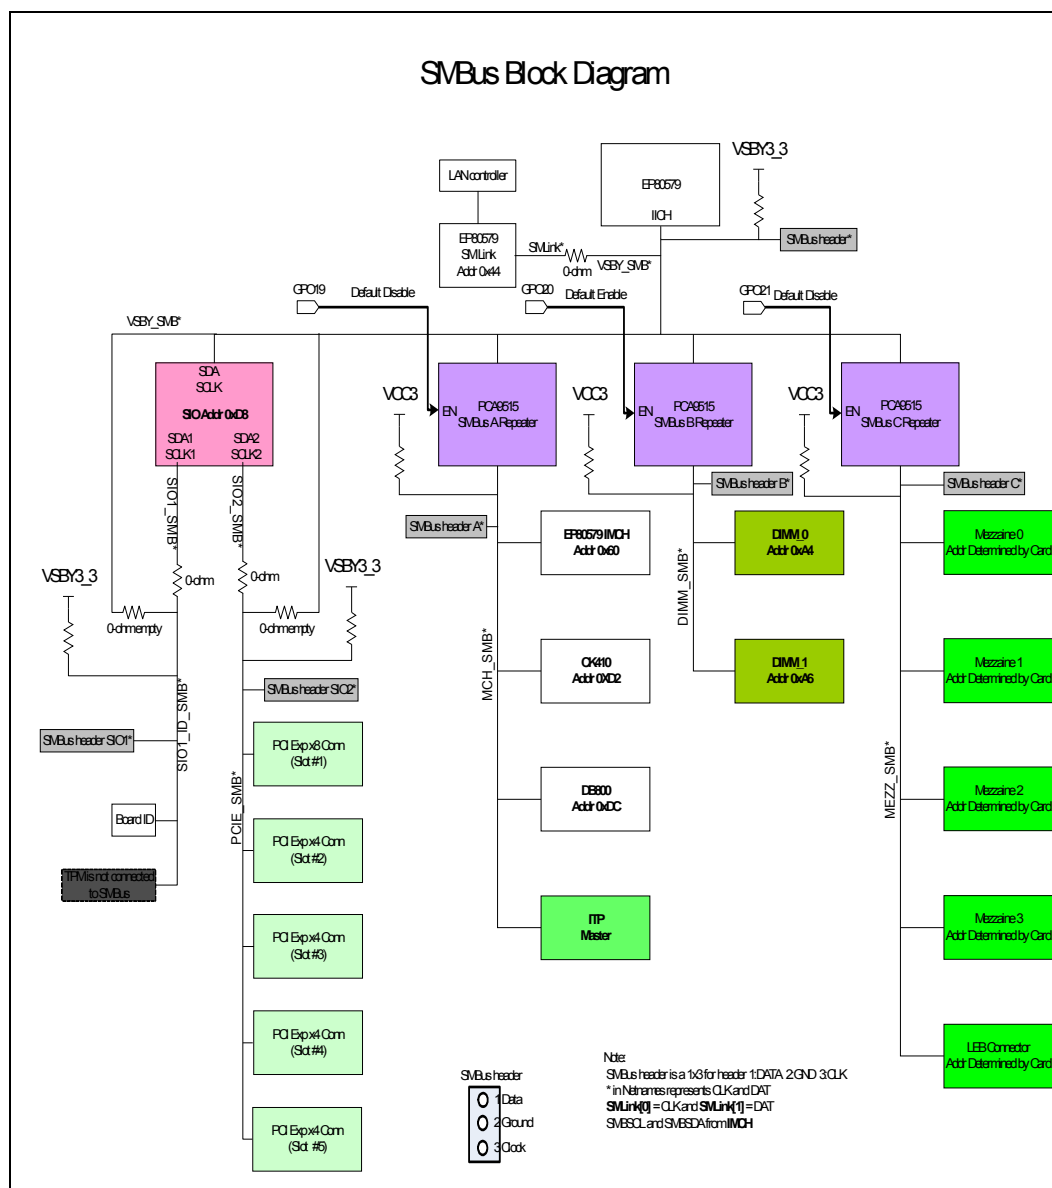 SMBus Block Diagram
VSBY3_3
LAN controller
EP80579
IICH
EP80579
SMLink
Addr 0x44
SMLink*
0-ohm
VSBY_SMB*
SMBus header*
GPO19
Default Disable
GPO20
Default Enable
GPO21
Default Disable
VSBY_SMB*
SDA
SCLK
SIO Addr 0xD8
SDA1
SCLK1
SDA2
SCLK2
VCC3
EN
PCA9515
SMBus A Repeater
VCC3
EN
PCA9515
SMBus B Repeater
VCC3
EN
PCA9515
SMBus C Repeater
SIO1_SMB*
SIO2_SMB*
SMBus header A*
SMBus header B*
SMBus header C*
0-ohm
0-ohm
VSBY3_3
VSBY3_3
0-ohm empty
0-ohm empty
EP80579 IMCH
Addr 0x60
DIMM_0
Addr 0xA4
Mezzaine 0
Addr Determined by Card
DIMM_SMB*
MCH_SMB*
CK410
Addr 0XD2
DIMM_1
Addr 0xA6
Mezzaine 1
Addr Determined by Card
SMBus header SIO2*
SMBus header SIO1*
SIO1_ID_SMB*
PCIE_SMB*
PCI Exp x8 Conn
(Slot #1)
Board ID
DB800
Addr 0xDC
MEZZ_SMB*
Mezzaine 2
Addr Determined by Card
PCI Exp x4 Conn
(Slot #2)
TPM is not connected
to SMBus
ITP
Master
Mezzaine 3
Addr Determined by Card
PCI Exp x4 Conn
(Slot #3)
PCI Exp x4 Conn
(Slot #4)
LEB Connector
Addr Determined by Card
PCI Exp x4 Conn
(Slot #5)
SMBus header
1 Data
2 Ground
3 Clock
Note:
SMBus header is a 1x3 for header 1:DATA 2:GND 3:CLK
* in Netnames represents CLK and DAT
SMLink[0] = CLK and SMLink[1] = DAT
SMBSCL and SMBSDA from IMCH